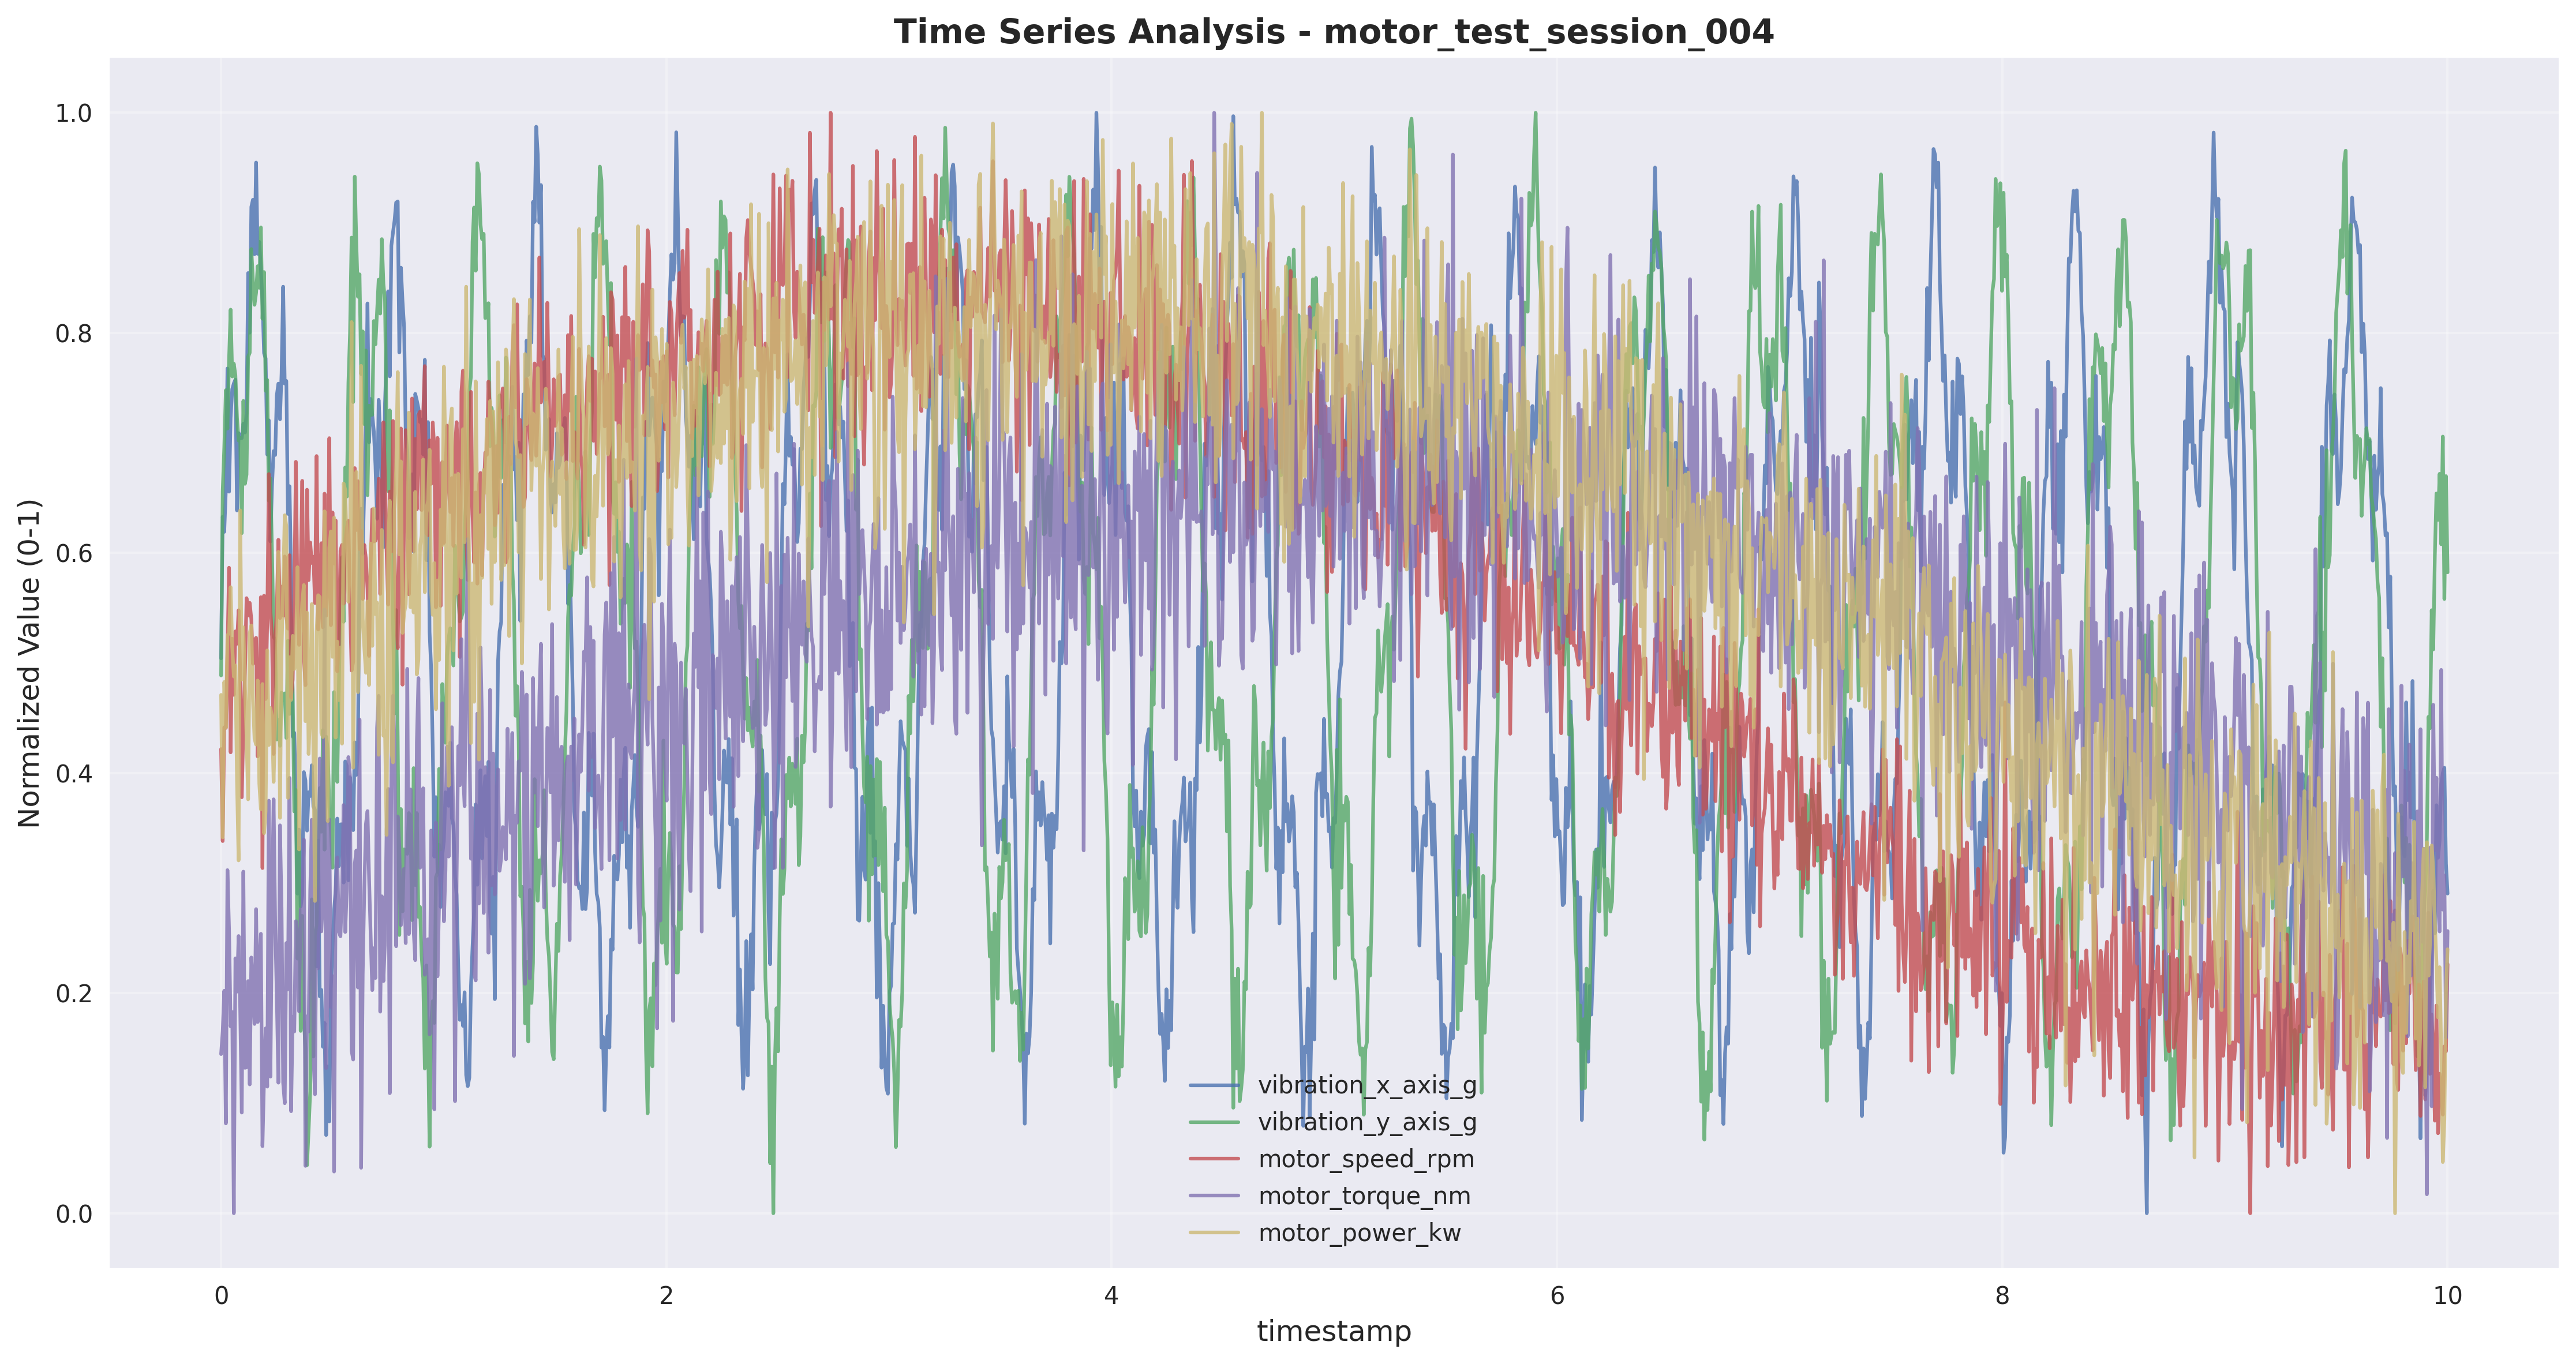 Time Series Analysis - motor_test_session_004
Normalized Value (0-1)
1.0
0.8
0.6
0.4
0.2
0.0
vibration_x_axis_g
vibration_y_axis_g
motor_speed_rpm
motor_torque_nm
motor_power_kw
0 2 4 6 8 10
timestamp